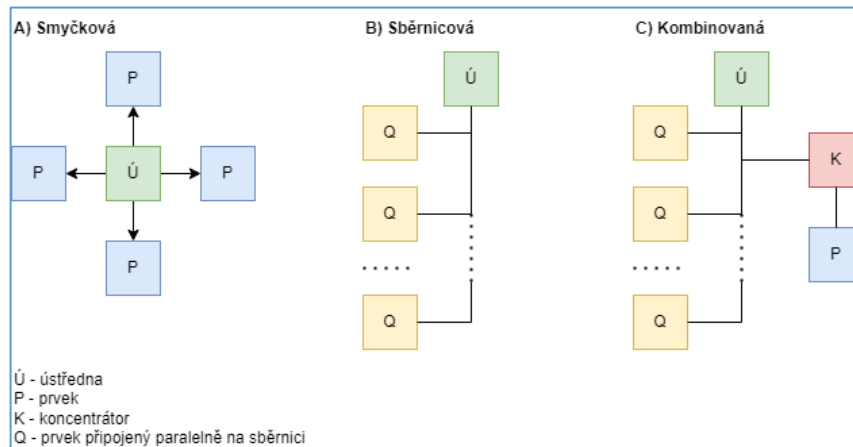 A) Smyčková
B) Sběrnicová
C) Kombinovaná
P
Ú
Ú
Q
Q
P
Ú
P
K
Q
Q
P
P
Q
Q
Ú - ústředna
P - prvek
K - koncentrátor
Q - prvek připojený paralelně na sběrnici